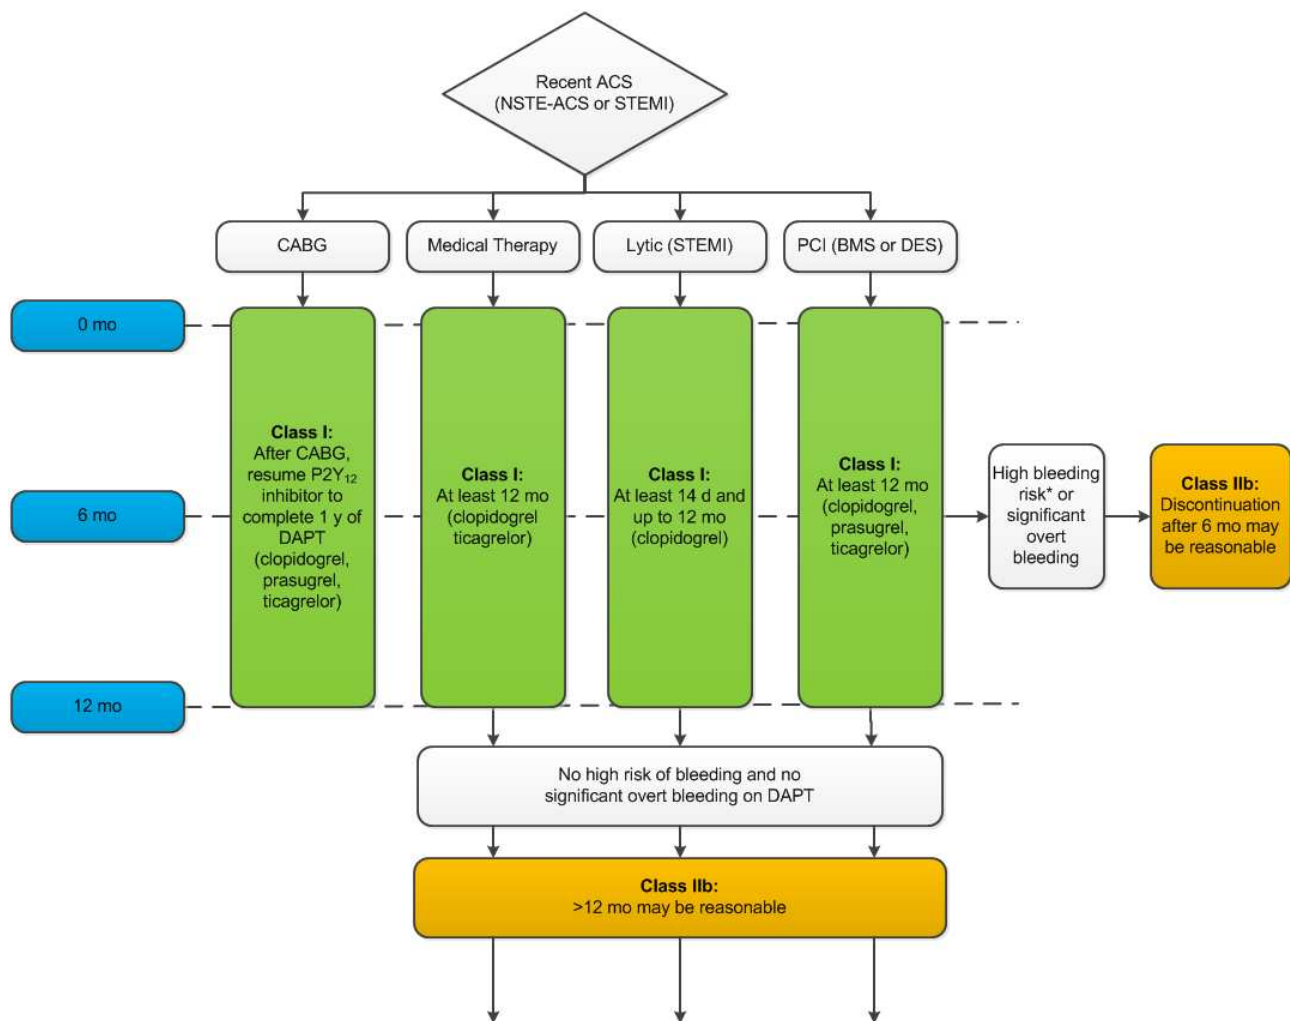 Recent ACS
(NSTE-ACS or STEMI)
CABG
Medical Therapy
Lytic (STEMI)
PCI (BMS or DES)
0 mo
6 mo
12 mo
Class I:
After CABG,
resume P2Y₁₂
inhibitor to
complete 1 y of
DAPT
(clopidogrel,
prasugrel,
ticagrelor)
Class I:
At least 12 mo
(clopidogrel
ticagrelor)
Class I:
At least 14 d and
up to 12 mo
(clopidogrel)
Class I:
At least 12 mo
(clopidogrel,
prasugrel,
ticagrelor)
High bleeding
risk* or
significant
overt
bleeding
Class IIb:
Discontinuation
after 6 mo may
be reasonable
No high risk of bleeding and no
significant overt bleeding on DAPT
Class IIb:
>12 mo may be reasonable